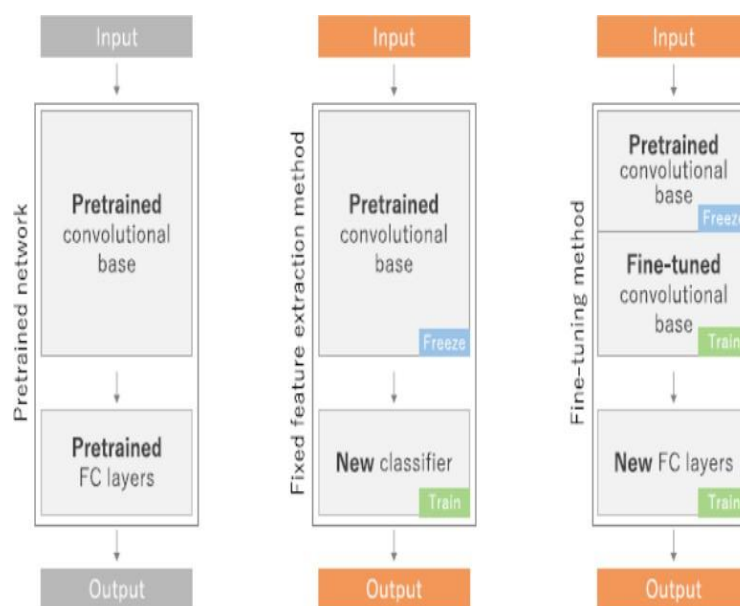 Input
Pretrained network
Pretrained
convolutional
base
Pretrained
FC layers
Output
Input
Fixed feature extraction method
Pretrained
convolutional
base
Freeze
New classifier
Train
Output
Input
Fine-tuning method
Pretrained
convolutional
base
Freeze
Fine-tuned
convolutional
base
Train
New FC layers
Train
Output